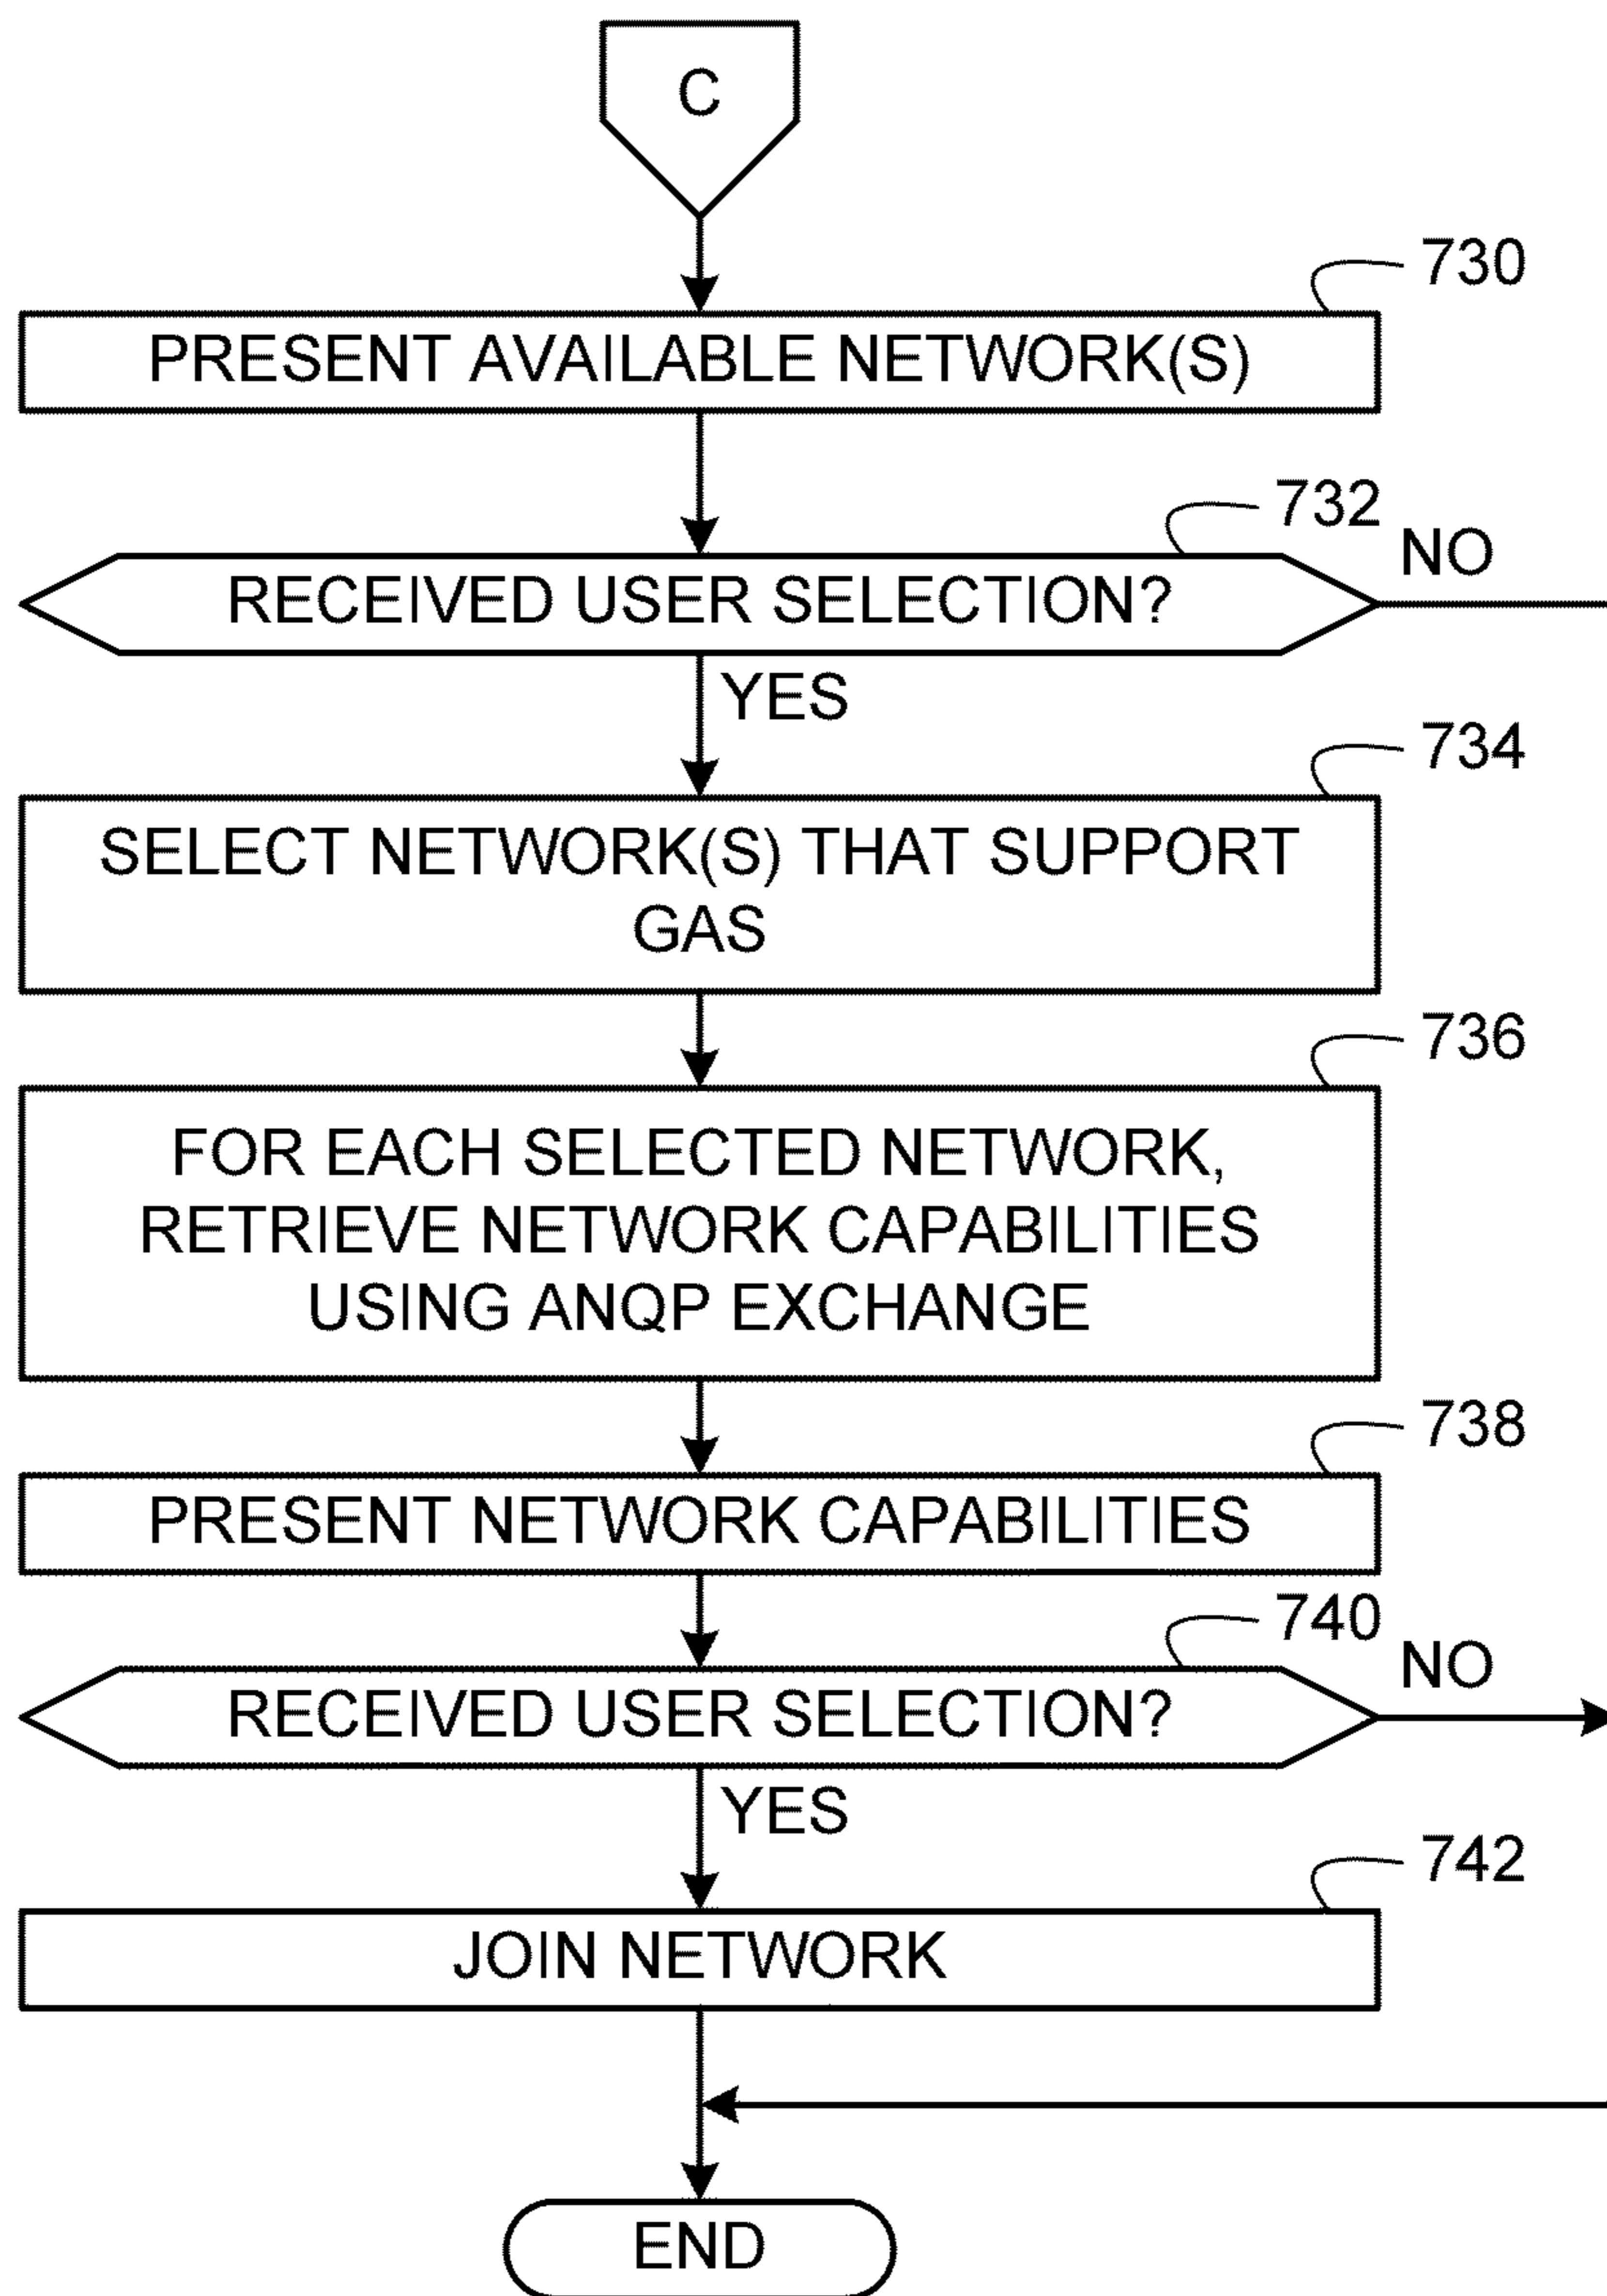 C
730
PRESENT AVAILABLE NETWORK(S)
732
NO
RECEIVED USER SELECTION?
YES
734
SELECT NETWORK(S) THAT SUPPORT
GAS
736
FOR EACH SELECTED NETWORK,
RETRIEVE NETWORK CAPABILITIES
USING ANQP EXCHANGE
738
PRESENT NETWORK CAPABILITIES
740
NO
RECEIVED USER SELECTION?
YES
742
JOIN NETWORK
END